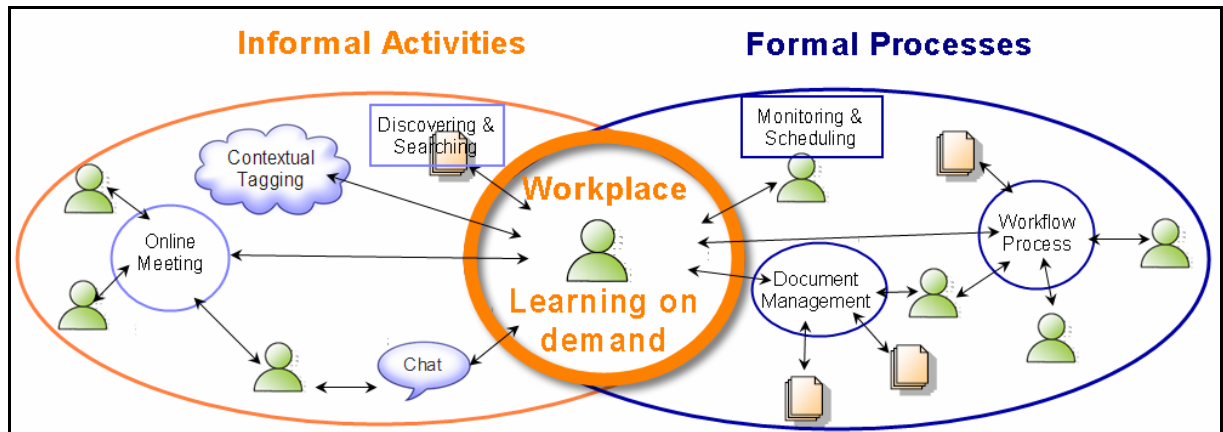 Informal Activities
Formal Processes
Discovering &
Searching
Monitoring &
Scheduling
Contextual
Tagging
Workplace
Online
Meeting
Workflow
Process
Document
Management
Learning on
demand
Chat